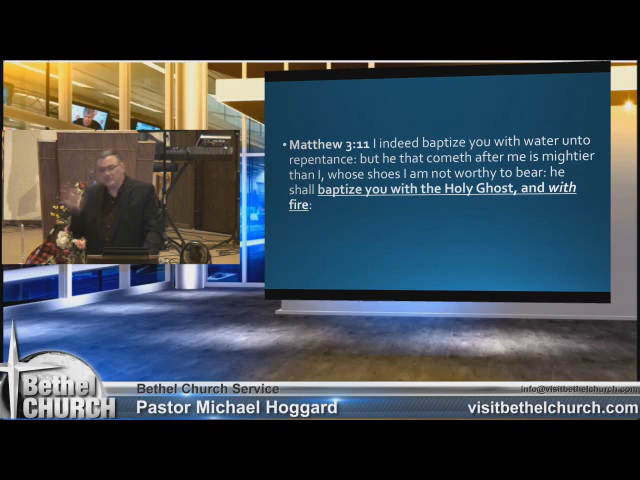 • Matthew 3:11 I indeed baptize you with water unto
repentance: but he that cometh after me is mightier
than I, whose shoes I am not worthy to bear: he
shall baptize you with the Holy Ghost, and with
fire:
Bethel
CHURCH
Bethel Church Service
info@visitbethelchurch.com
Pastor Michael Hoggard
visitbethelchurch.com